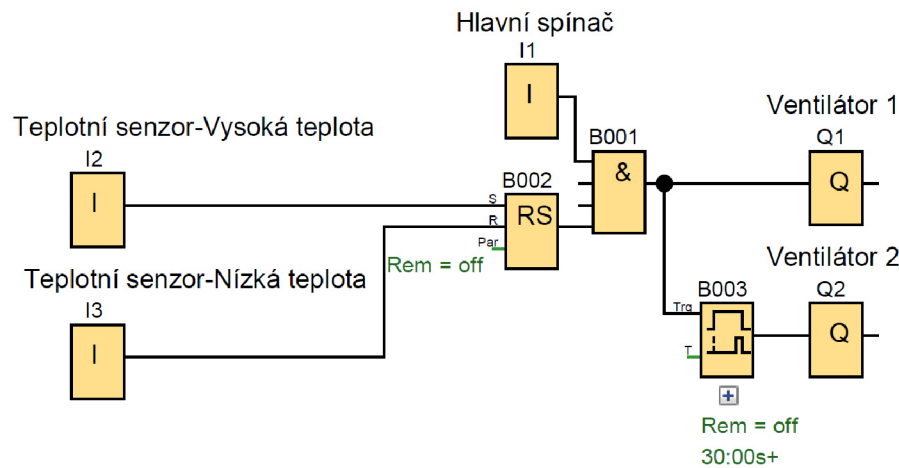 Hlavní spínač
I1
I
Teplotní senzor-Vysoká teplota
I2
I
B001
&
Ventilátor 1
Q1
Q
B002
S
R
RS
Par
Rem = off
Teplotní senzor-Nízká teplota
I3
I
Ventilátor 2
B003
Trg
T
Q2
Q
Rem = off
30:00s+